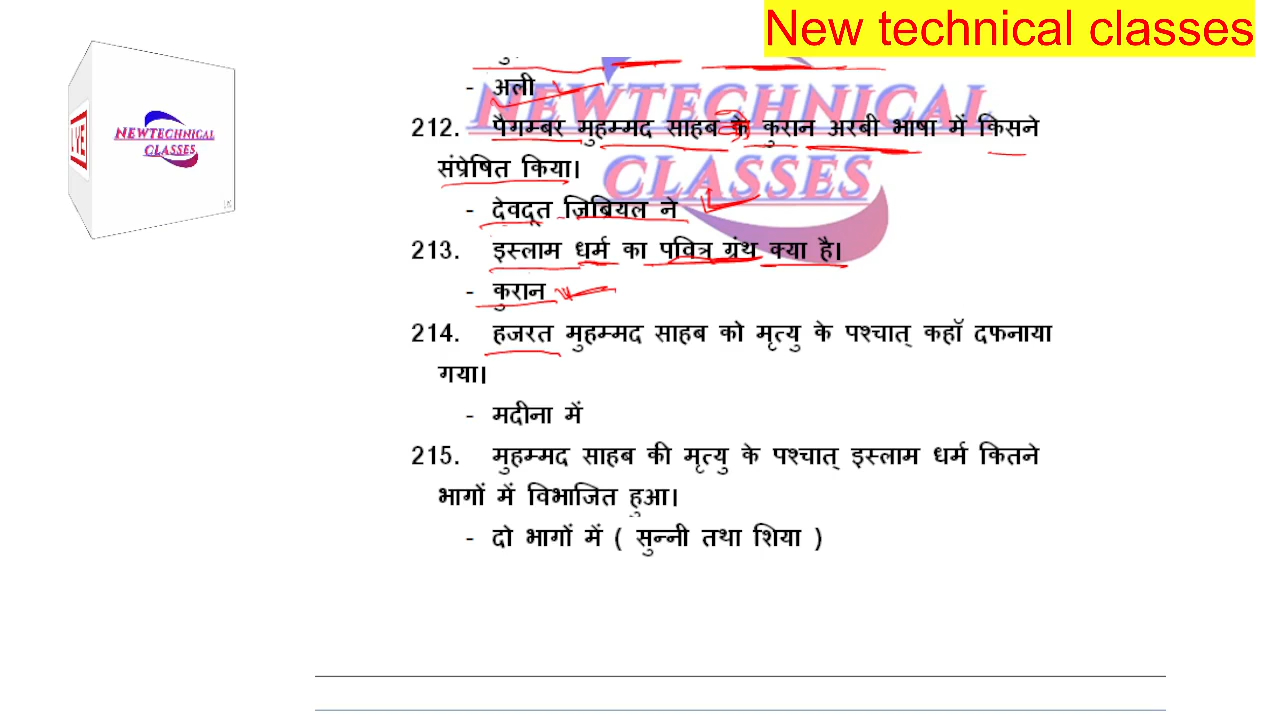 New technical classes
NEWTECHNICAL
CLASSES
- अली
212. पैगम्बर मुहम्मद साहब के कुरान अरबी भाषा में किसने
संप्रेषित किया।
- देवदूत जिब्रियल ने
213. इस्लाम धर्म का पवित्र ग्रंथ क्या है।
- कुरान
214. हजरत मुहम्मद साहब को मृत्यु के पश्चात् कहाॅ दफनाया
गया।
- मदीना में
215. मुहम्मद साहब की मृत्यु के पश्चात् इस्लाम धर्म कितने
भागों में विभाजित हुआ।
- दो भागों में ( सुन्नी तथा शिया )
NEWTECHNICAL
CLASSES